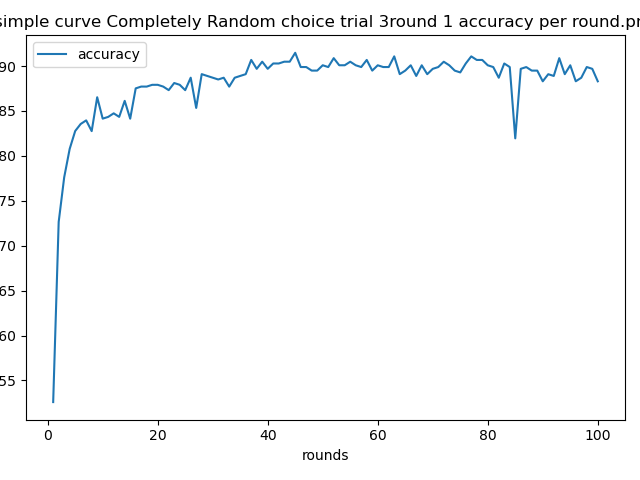 simple curve Completely Random choice trial 3round 1 accuracy per round.pr
accuracy
90
85
80
75
70
65
60
55
0 20 40 60 80 100
rounds